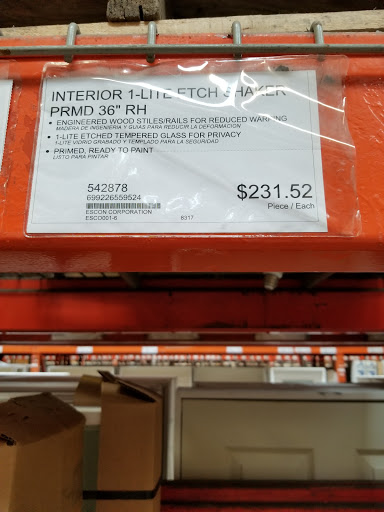 INTERIOR 1-LITE ETCH SHAKER
PRMD 36" RH
• ENGINEERED WOOD STILES/RAILS FOR REDUCED WARPING
MADERA DE INGENIERIA Y GUIAS PARA REDUCIR LA DEFORMACION
• 1-LITE ETCHED TEMPERED GLASS FOR PRIVACY
1-LITE VIDRIO GRABADO Y TEMPLADO PARA LA SEGURIDAD
• PRIMED, READY TO PAINT
LISTO PARA PINTAR
542878
699226559524
$231.52
Piece / Each
ESCON CORPORATION
ESCO001-6 8317